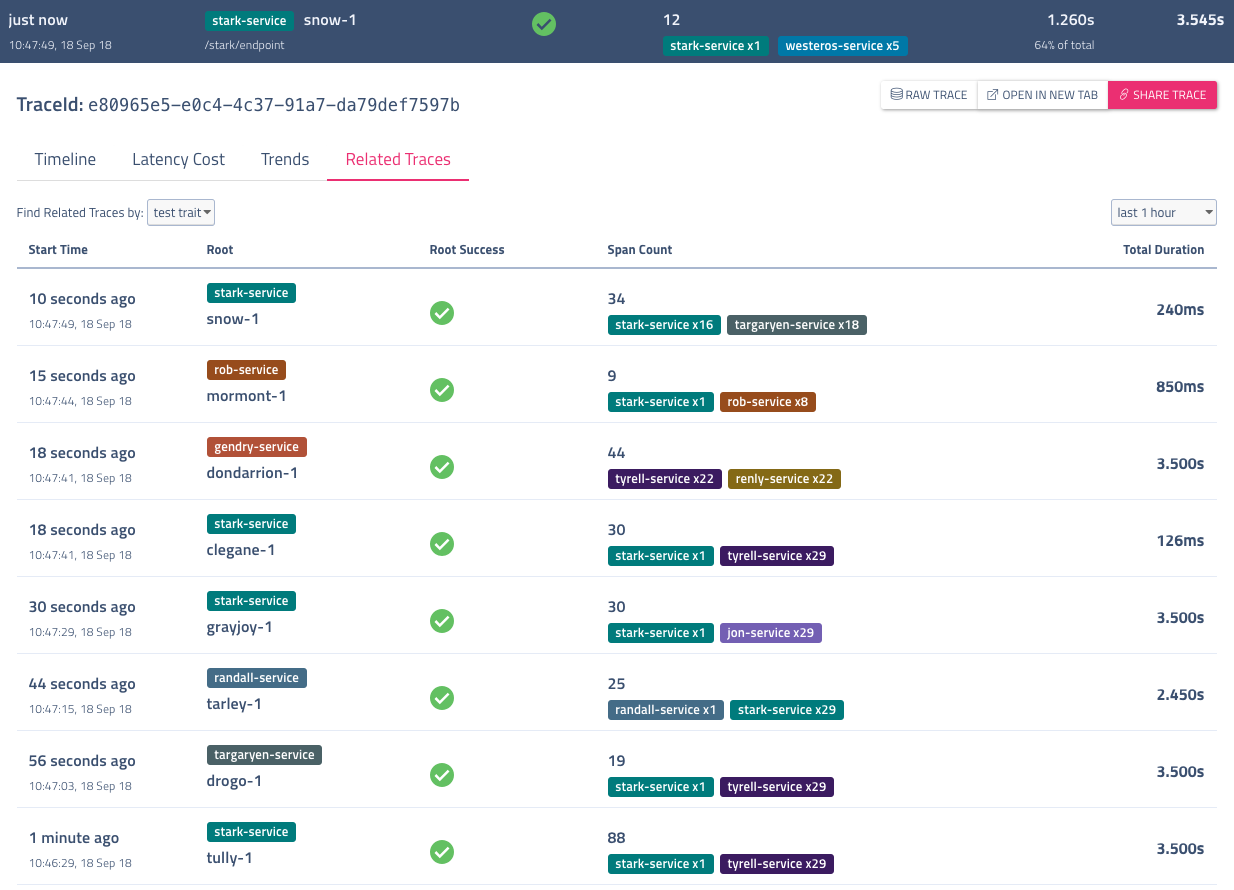 just now stark-service snow-1 12 1.260s 3.545s
10:47:49, 18 Sep 18 /stark/endpoint stark-service x1 westeros-service x5 64% of total
TraceId: e80965e5-e0c4-4c37-91a7-da79def7597b RAW TRACE OPEN IN NEW TAB SHARE TRACE
Timeline Latency Cost Trends Related Traces
Find Related Traces by: test trait last 1 hour
Start Time Root Root Success Span Count Total Duration
10 seconds ago stark-service 34 240ms
10:47:49, 18 Sep 18 snow-1 stark-service x16 targaryen-service x18
15 seconds ago rob-service 9 850ms
10:47:44, 18 Sep 18 mormont-1 stark-service x1 rob-service x8
18 seconds ago gendry-service 44 3.500s
10:47:41, 18 Sep 18 dondarrion-1 tyrell-service x22 renly-service x22
18 seconds ago stark-service 30 126ms
10:47:41, 18 Sep 18 clegane-1 stark-service x1 tyrell-service x29
30 seconds ago stark-service 30 3.500s
10:47:29, 18 Sep 18 grayjoy-1 stark-service x1 jon-service x29
44 seconds ago randall-service 25 2.450s
10:47:15, 18 Sep 18 tarley-1 randall-service x1 stark-service x29
56 seconds ago targaryen-service 19 3.500s
10:47:03, 18 Sep 18 drogo-1 stark-service x1 tyrell-service x29
1 minute ago stark-service 88 3.500s
10:46:29, 18 Sep 18 tully-1 stark-service x1 tyrell-service x29